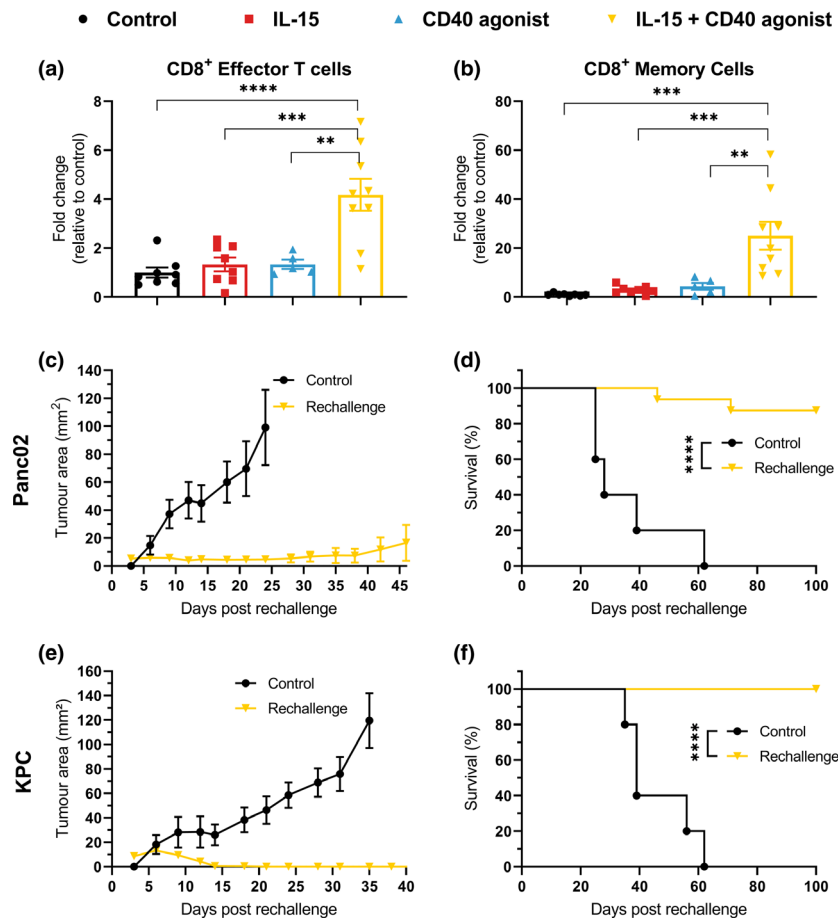 Control IL-15 CD40 agonist IL-15 + CD40 agonist
(a) CD8+ Effector T cells
Fold change
(relative to control)
8
6
4
2
0
****
***
**
(b) CD8+ Memory Cells
Fold change
(relative to control)
80
60
40
20
0
***
***
**
Panc02
(c)
Tumour area (mm²)
140
120
100
80
60
40
20
0
Control
Rechallenge
0 5 10 15 20 25 30 35 40 45
Days post rechallenge
(d)
Survival (%)
100
80
60
40
20
0
****
Control
Rechallenge
0 20 40 60 80 100
Days post rechallenge
KPC
(e)
Tumour area (mm²)
160
140
120
100
80
60
40
20
0
Control
Rechallenge
0 5 10 15 20 25 30 35 40
Days post rechallenge
(f)
Survival (%)
100
80
60
40
20
0
****
Control
Rechallenge
0 20 40 60 80 100
Days post rechallenge